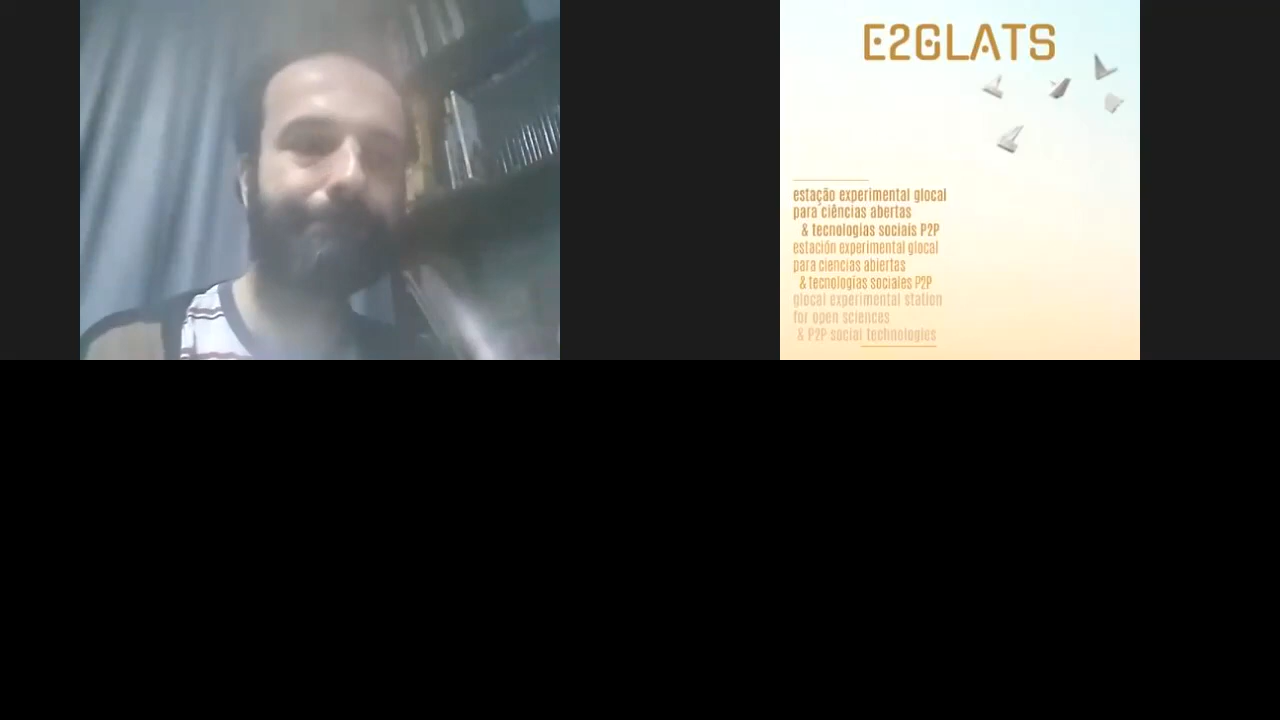 E2GLATS
estação experimental glocal
para ciências abertas
& tecnologias sociais P2P
estación experimental glocal
para ciencias abiertas
& tecnologías sociales P2P
glocal experimental station
for open sciences
& P2P social technologies